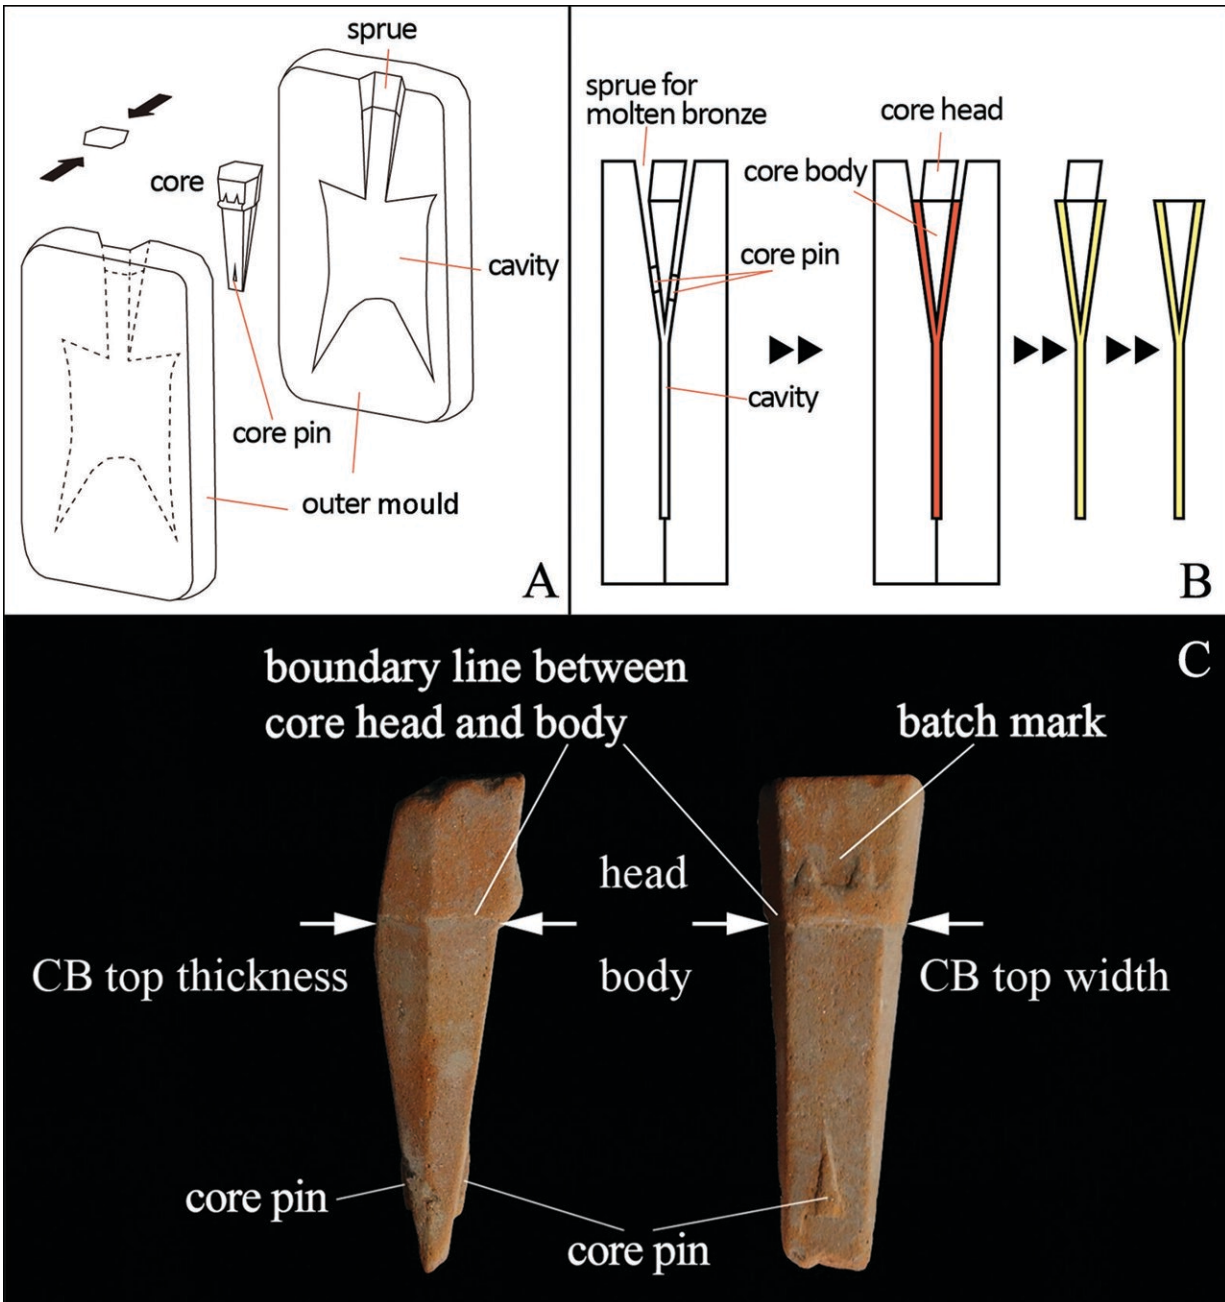 sprue
core
cavity
core pin
outer mould
A
sprue for
molten bronze
core head
core body
core pin
cavity
B
C
boundary line between
core head and body
batch mark
head
CB top thickness
body
CB top width
core pin
core pin